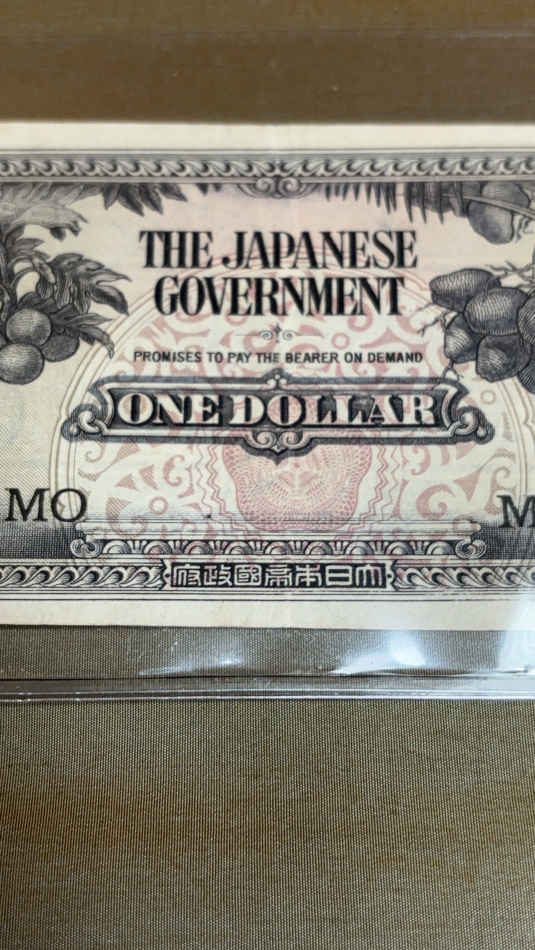 THE JAPANESE
GOVERNMENT
PROMISES TO PAY THE BEARER ON DEMAND
ONE DOLLAR
MO
M
府政國帝本日大